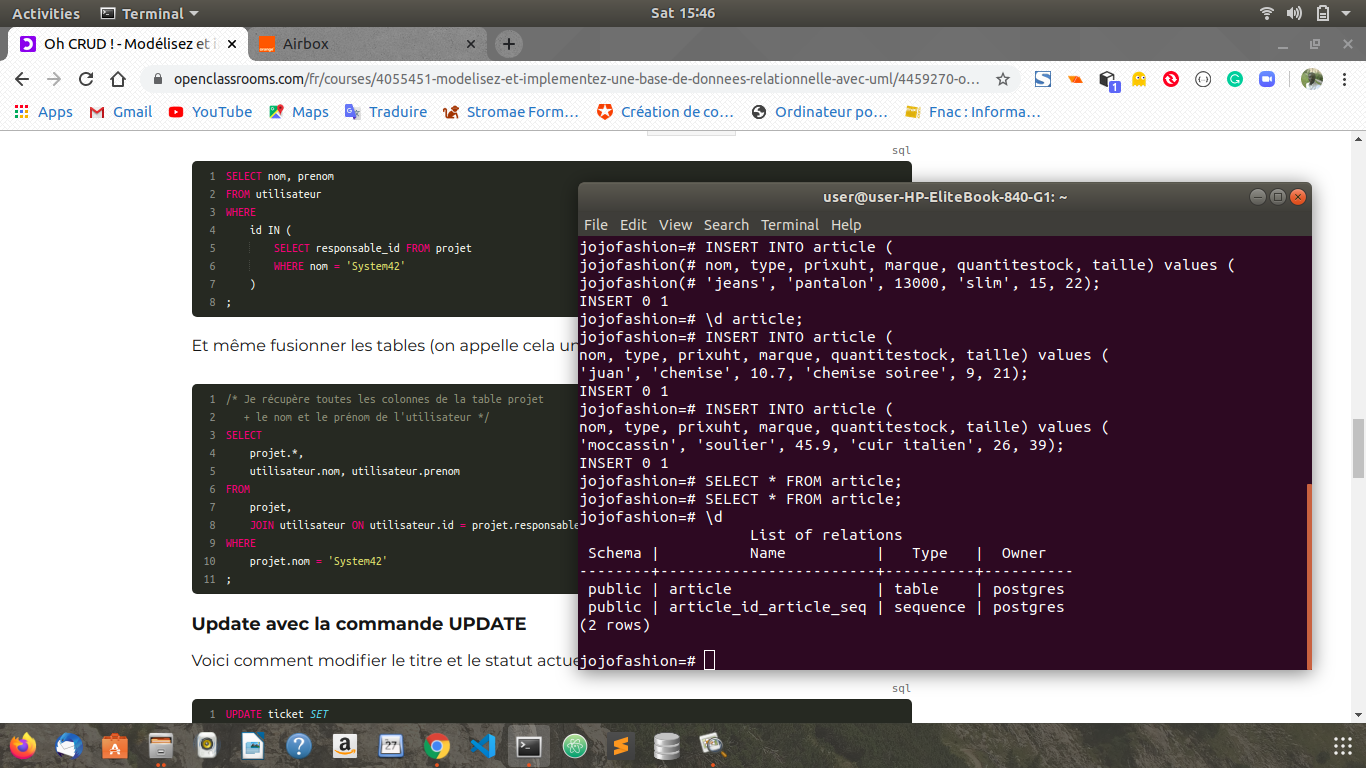 Activities Terminal Sat 15:46
Oh CRUD ! - Modélisez et i Airbox
openclassrooms.com/fr/courses/4055451-modelisez-et-implementez-une-base-de-donnees-relationnelle-avec-uml/4459270-o…
Apps Gmail YouTube Maps Traduire Stromae Form… Création de co… Ordinateur po… Fnac : Informa…
sql
1 SELECT nom, prenom
2 FROM utilisateur
3 WHERE
4 id IN (
5 SELECT responsable_id FROM projet
6 WHERE nom = 'System42'
7 )
8 ;
Et même fusionner les tables (on appelle cela un
1 /* Je récupère toutes les colonnes de la table projet
2 + le nom et le prénom de l'utilisateur */
3 SELECT
4 projet.*,
5 utilisateur.nom, utilisateur.prenom
6 FROM
7 projet,
8 JOIN utilisateur ON utilisateur.id = projet.responsable
9 WHERE
10 projet.nom = 'System42'
11 ;
Update avec la commande UPDATE
Voici comment modifier le titre et le statut actue
sql
1 UPDATE ticket SET
user@user-HP-EliteBook-840-G1: ~
File Edit View Search Terminal Help
jojofashion=# INSERT INTO article (
jojofashion(# nom, type, prixuht, marque, quantitestock, taille) values (
jojofashion(# 'jeans', 'pantalon', 13000, 'slim', 15, 22);
INSERT 0 1
jojofashion=# \d article;
jojofashion=# INSERT INTO article (
nom, type, prixuht, marque, quantitestock, taille) values (
'juan', 'chemise', 10.7, 'chemise soiree', 9, 21);
INSERT 0 1
jojofashion=# INSERT INTO article (
nom, type, prixuht, marque, quantitestock, taille) values (
'moccassin', 'soulier', 45.9, 'cuir italien', 26, 39);
INSERT 0 1
jojofashion=# SELECT * FROM article;
jojofashion=# SELECT * FROM article;
jojofashion=# \d
List of relations
Schema | Name | Type | Owner
--------+------------------------+----------+----------
public | article | table | postgres
public | article_id_article_seq | sequence | postgres
(2 rows)
jojofashion=#